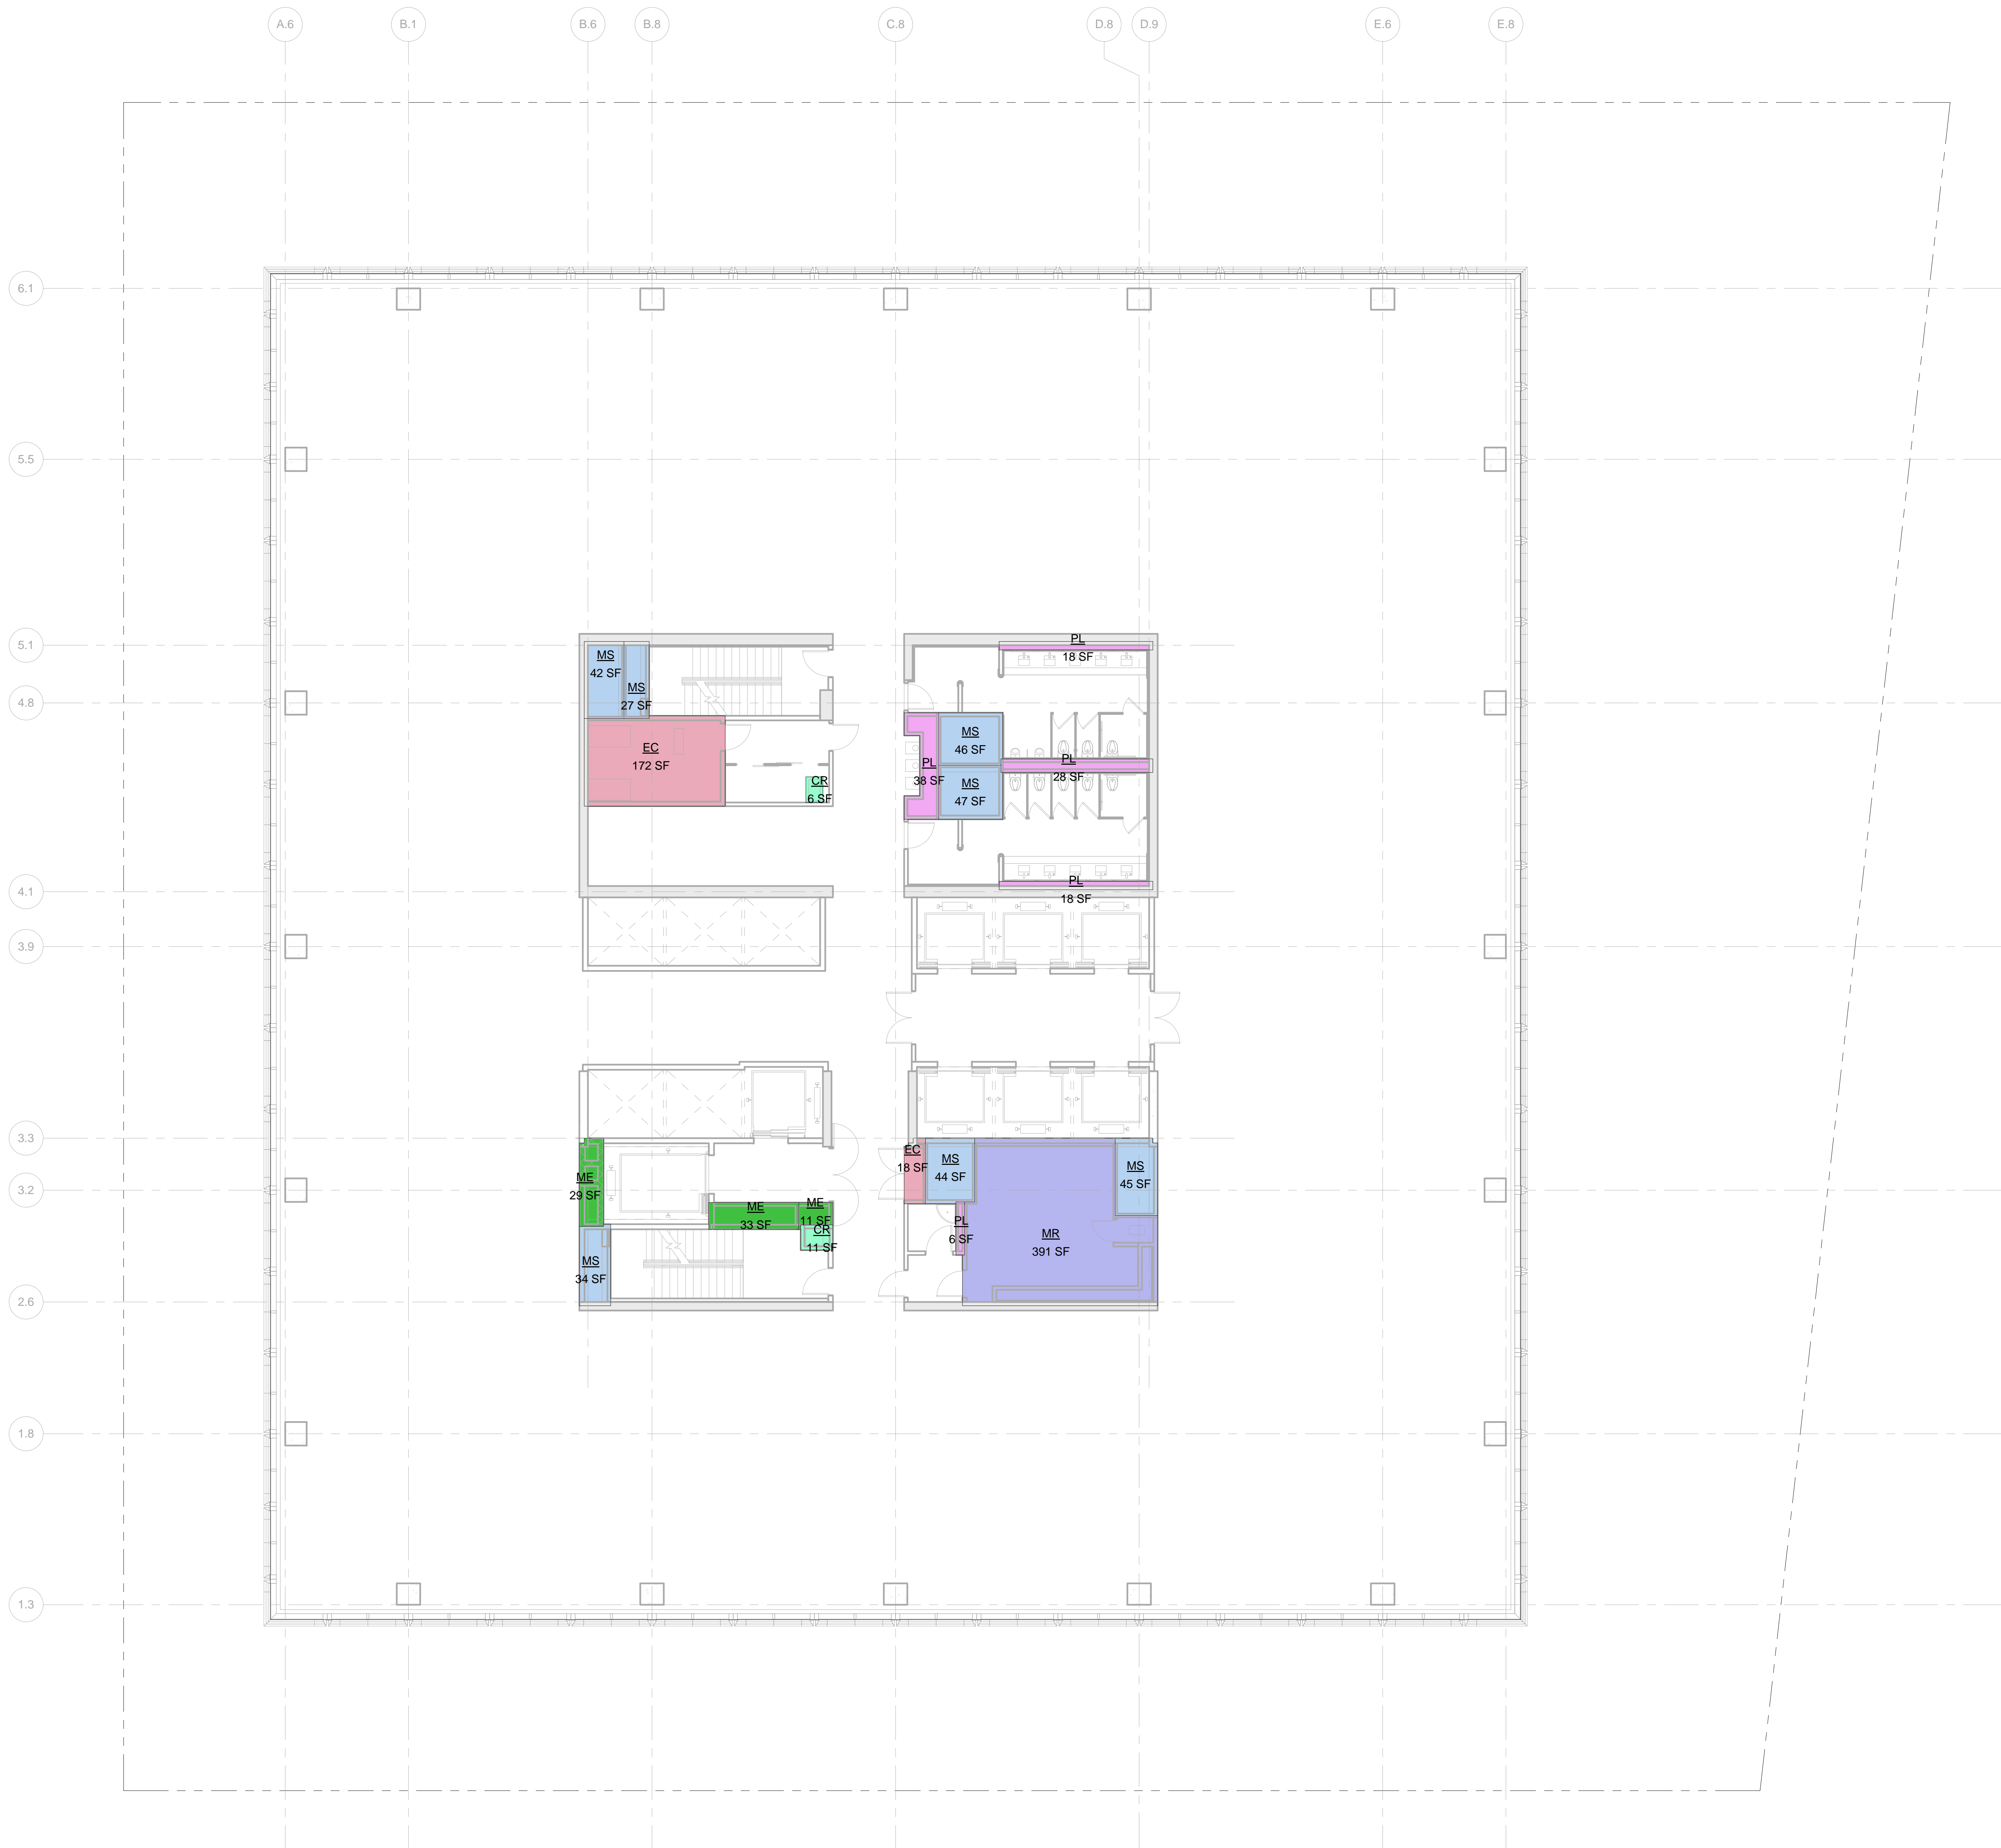 A.6
B.1
B.6
B.8
C.8
D.8
D.9
E.6
E.8
6.1
5.5
5.1
4.8
4.1
3.9
3.3
3.2
2.6
1.8
1.3
MS
42 SF
MS
27 SF
EC
172 SF
CR
6 SF
PL
18 SF
MS
46 SF
PL
38 SF
PL
28 SF
MS
47 SF
PL
18 SF
ME
29 SF
ME
33 SF
ME
11 SF
CR
11 SF
MS
34 SF
EC
18 SF
MS
44 SF
MS
45 SF
PL
6 SF
MR
391 SF